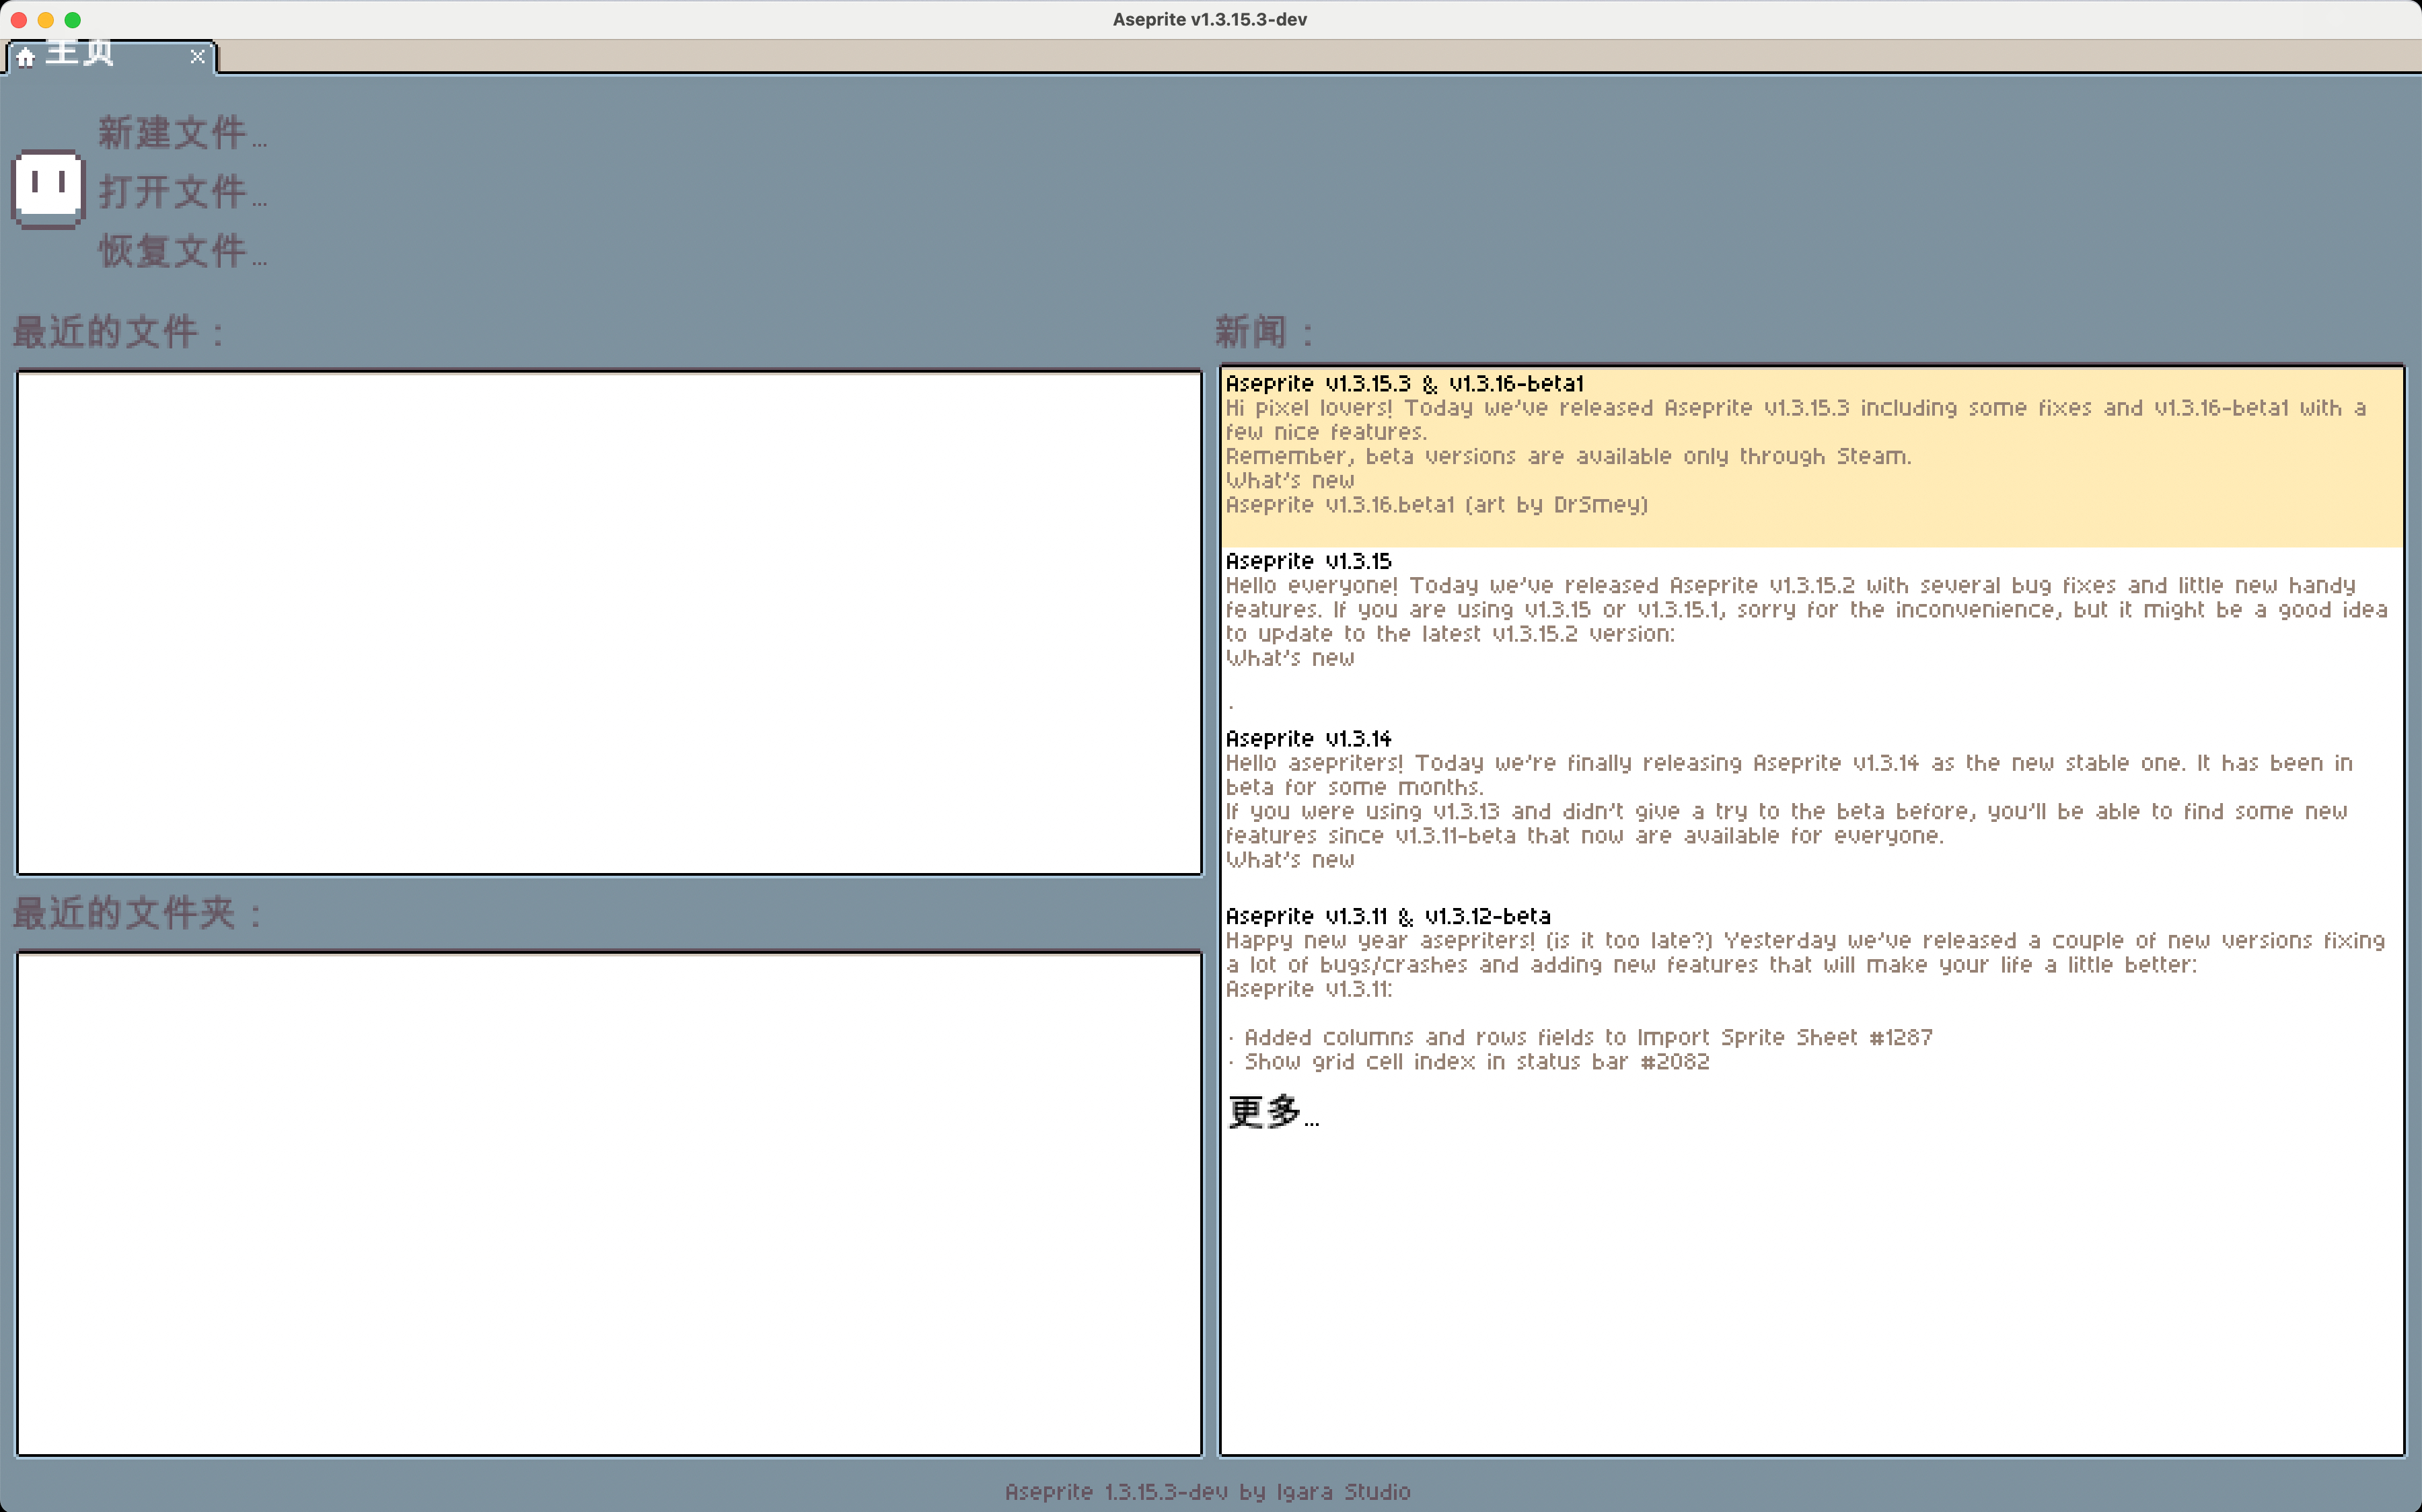 Aseprite v1.3.15.3-dev
主页
新建文件...
打开文件...
恢复文件...
最近的文件：
最近的文件夹：
新闻：
Aseprite v1.3.15.3 & v1.3.16-beta1
Hi pixel lovers! Today we've released Aseprite v1.3.15.3 including some fixes and v1.3.16-beta1 with a
few nice features.
Remember, beta versions are available only through Steam.
What's new
Aseprite v1.3.16.beta1 (art by DrSmey)
Aseprite v1.3.15
Hello everyone! Today we've released Aseprite v1.3.15.2 with several bug fixes and little new handy
features. If you are using v1.3.15 or v1.3.15.1, sorry for the inconvenience, but it might be a good idea
to update to the latest v1.3.15.2 version:
What's new
.
Aseprite v1.3.14
Hello asepriters! Today we're finally releasing Aseprite v1.3.14 as the new stable one. It has been in
beta for some months.
If you were using v1.3.13 and didn't give a try to the beta before, you'll be able to find some new
features since v1.3.11-beta that now are available for everyone.
What's new
Aseprite v1.3.11 & v1.3.12-beta
Happy new year asepriters! (is it too late?) Yesterday we've released a couple of new versions fixing
a lot of bugs/crashes and adding new features that will make your life a little better:
Aseprite v1.3.11:
· Added columns and rows fields to Import Sprite Sheet #1287
· Show grid cell index in status bar #2082
更多...
Aseprite 1.3.15.3-dev by Igara Studio